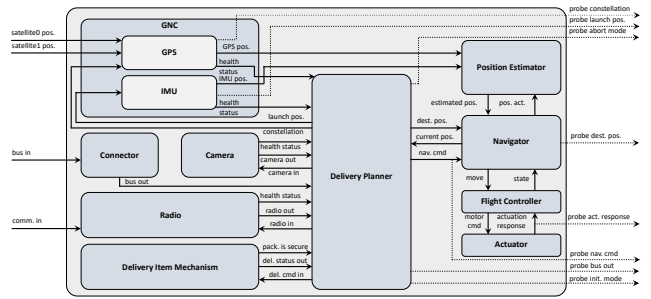 probe constellation
probe launch pos.
probe abort mode
satellite0 pos.
satellite1 pos.
GNC
GPS
GPS pos.
health
status
IMU pos.
IMU
health
status
launch pos.
constellation
Position Estimator
estimated pos.
pos. act.
dest. pos.
current pos.
nav. cmd
Navigator
probe dest. pos.
bus in
Connector
Camera
health status
camera out
camera in
bus out
Delivery Planner
move
state
Flight Controller
comm. in
Radio
health status
radio out
radio in
motor
cmd
actuation
response
probe act. response
Actuator
Delivery Item Mechanism
pack. is secure
del. status out
del. cmd in
probe nav. cmd
probe bus out
probe init. mode